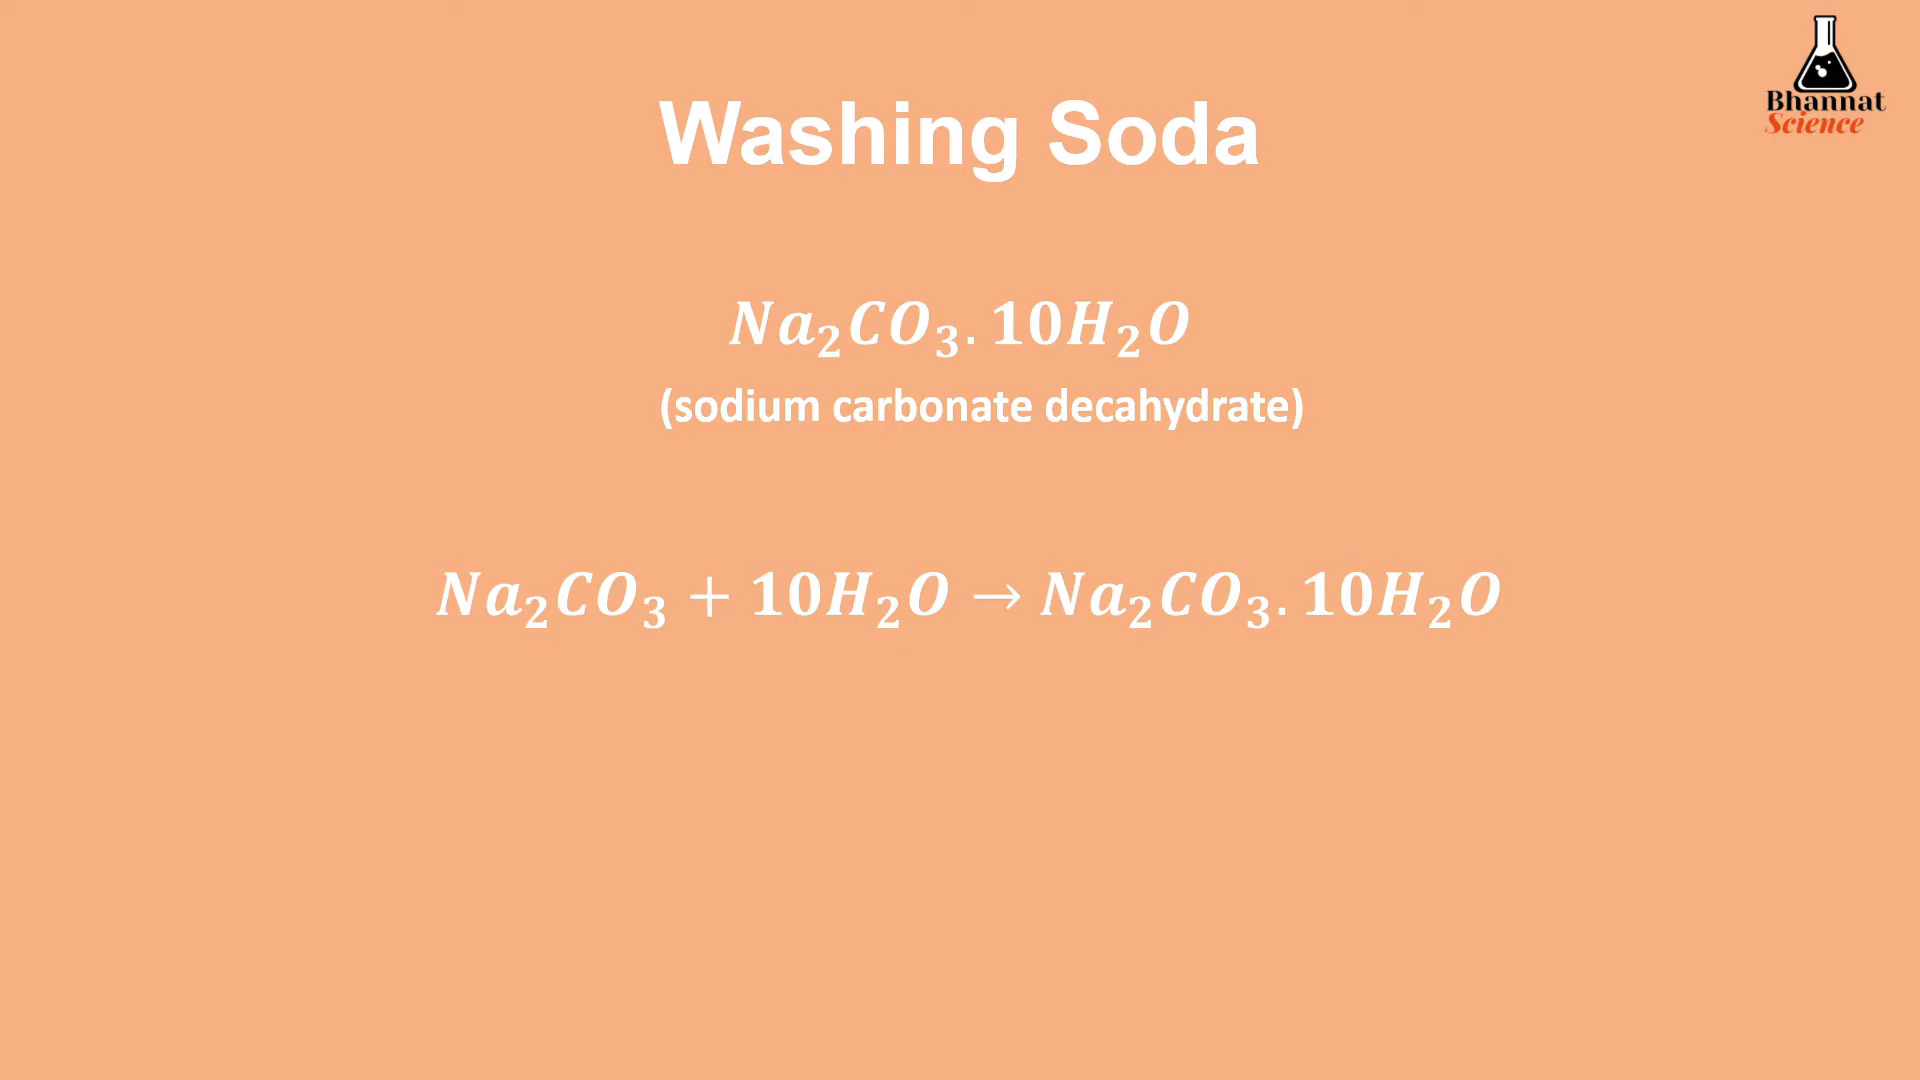 Bhannat
Science
Washing Soda
Na₂CO₃.10H₂O
(sodium carbonate decahydrate)
Na₂CO₃ + 10H₂O → Na₂CO₃.10H₂O